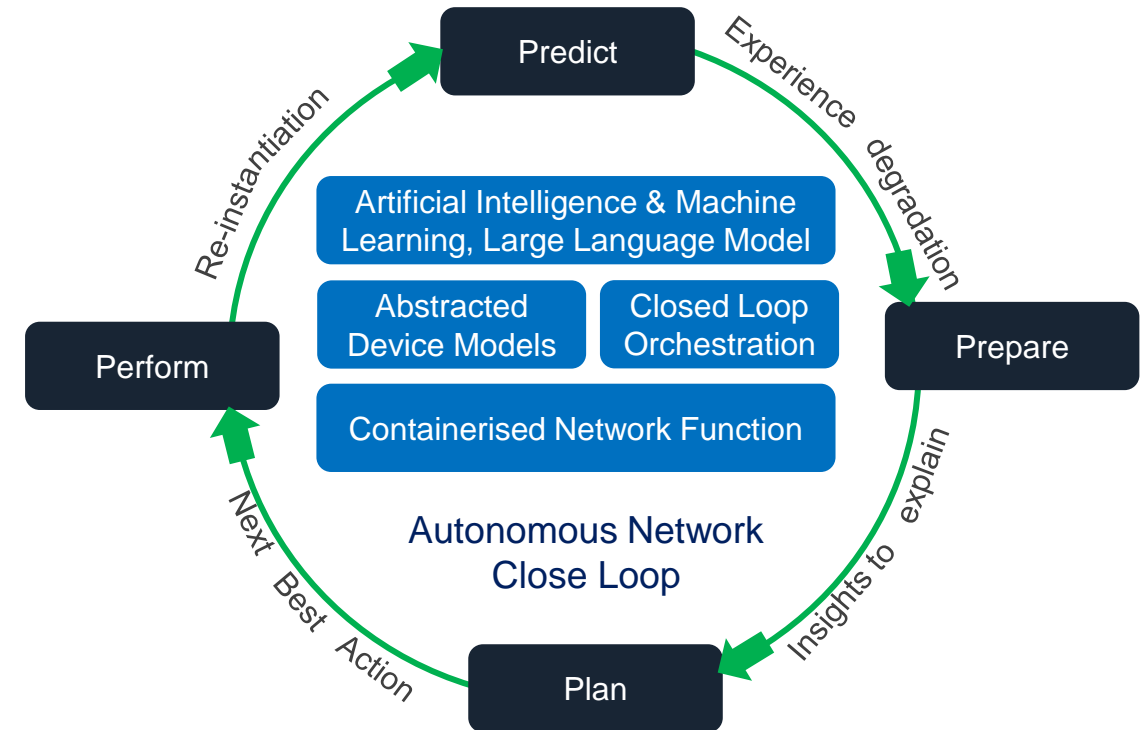 Predict
Experience degradation
Prepare
Insights to explain
Plan
Next Best Action
Perform
Re-instantiation
Artificial Intelligence & Machine
Learning, Large Language Model
Abstracted
Device Models
Closed Loop
Orchestration
Containerised Network Function
Autonomous Network
Close Loop